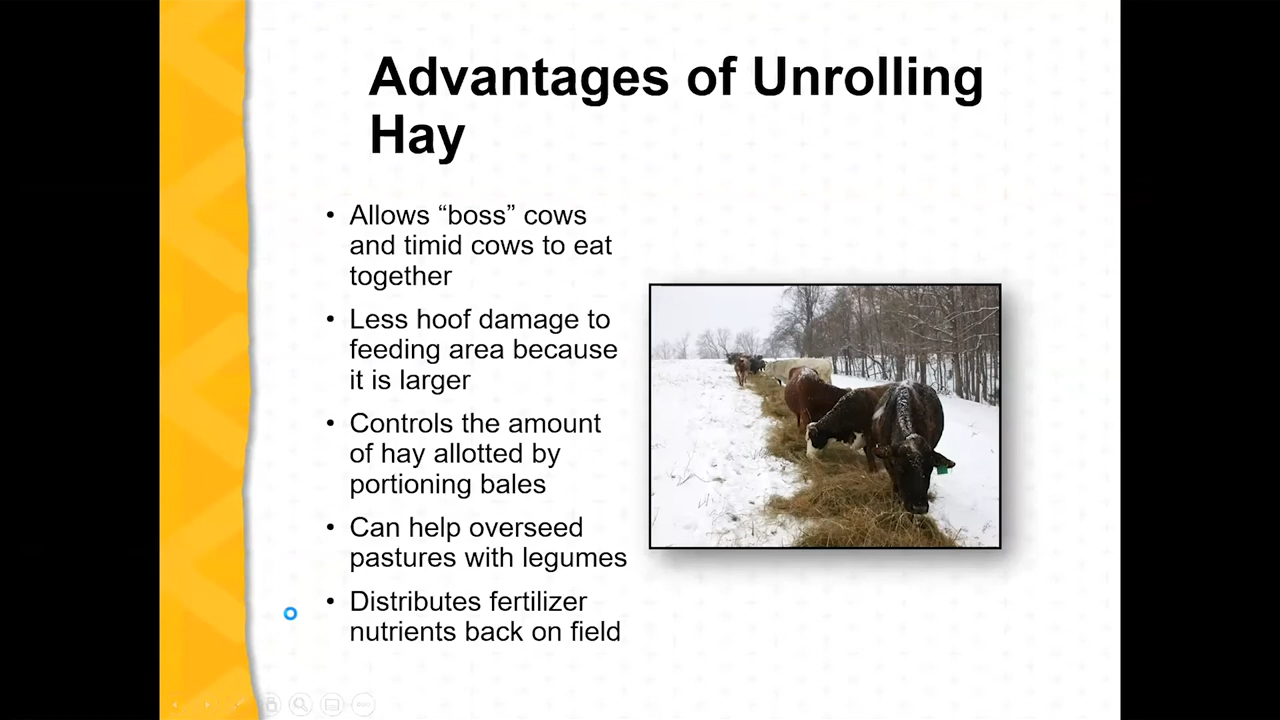 Advantages of Unrolling
Hay
• Allows “boss” cows
and timid cows to eat
together
• Less hoof damage to
feeding area because
it is larger
• Controls the amount
of hay allotted by
portioning bales
• Can help overseed
pastures with legumes
• Distributes fertilizer
nutrients back on field